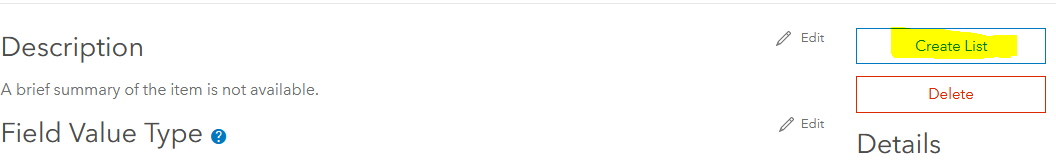 Description
Edit
A brief summary of the item is not available.
Field Value Type ?
Edit
Create List
Delete
Details